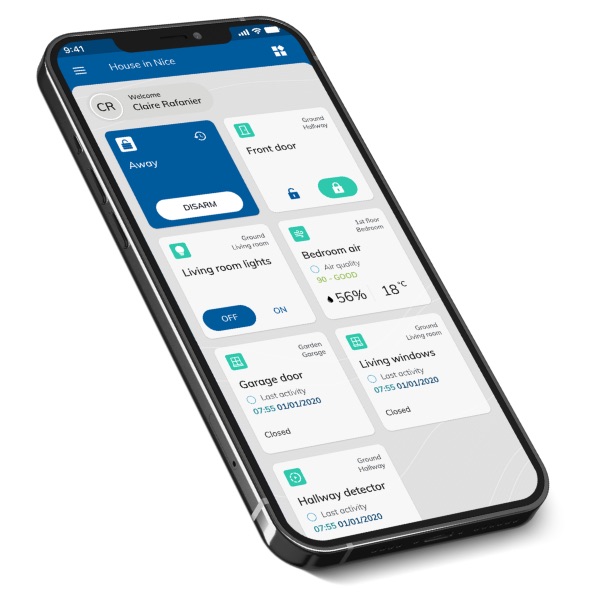 9:41
House in Nice
CR
Welcome
Claire Rafanier
Away
DISARM
Ground
Hallway
Front door
Ground
Living room
Living room lights
OFF
ON
1st floor
Bedroom
Bedroom air
Air quality
90 - GOOD
56%
18°C
Garden
Garage
Garage door
Last activity
07:55 01/01/2020
Closed
Ground
Living room
Living windows
Last activity
07:55 01/01/2020
Closed
Ground
Hallway
Hallway detector
Last activity
07:55 01/01/2020